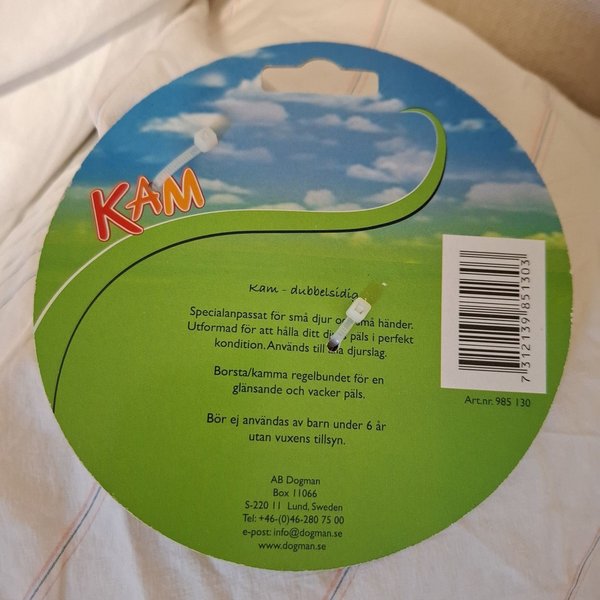 KAM
Kam - dubbelsidig
Specialanpassat för små djur små händer.
Utformad för att hålla ditt päls i perfekt
kondition. Används till djurslag.
Borsta/kamma regelbundet för en
glänsande och vacker päls.
Bör ej användas av barn under 6 år
utan vuxens tillsyn.
7 312139 851303
Art.nr. 985 130
AB Dogman
Box 11066
S-220 11 Lund, Sweden
Tel: +46-(0)46-280 75 00
e-post: info@dogman.se
www.dogman.se